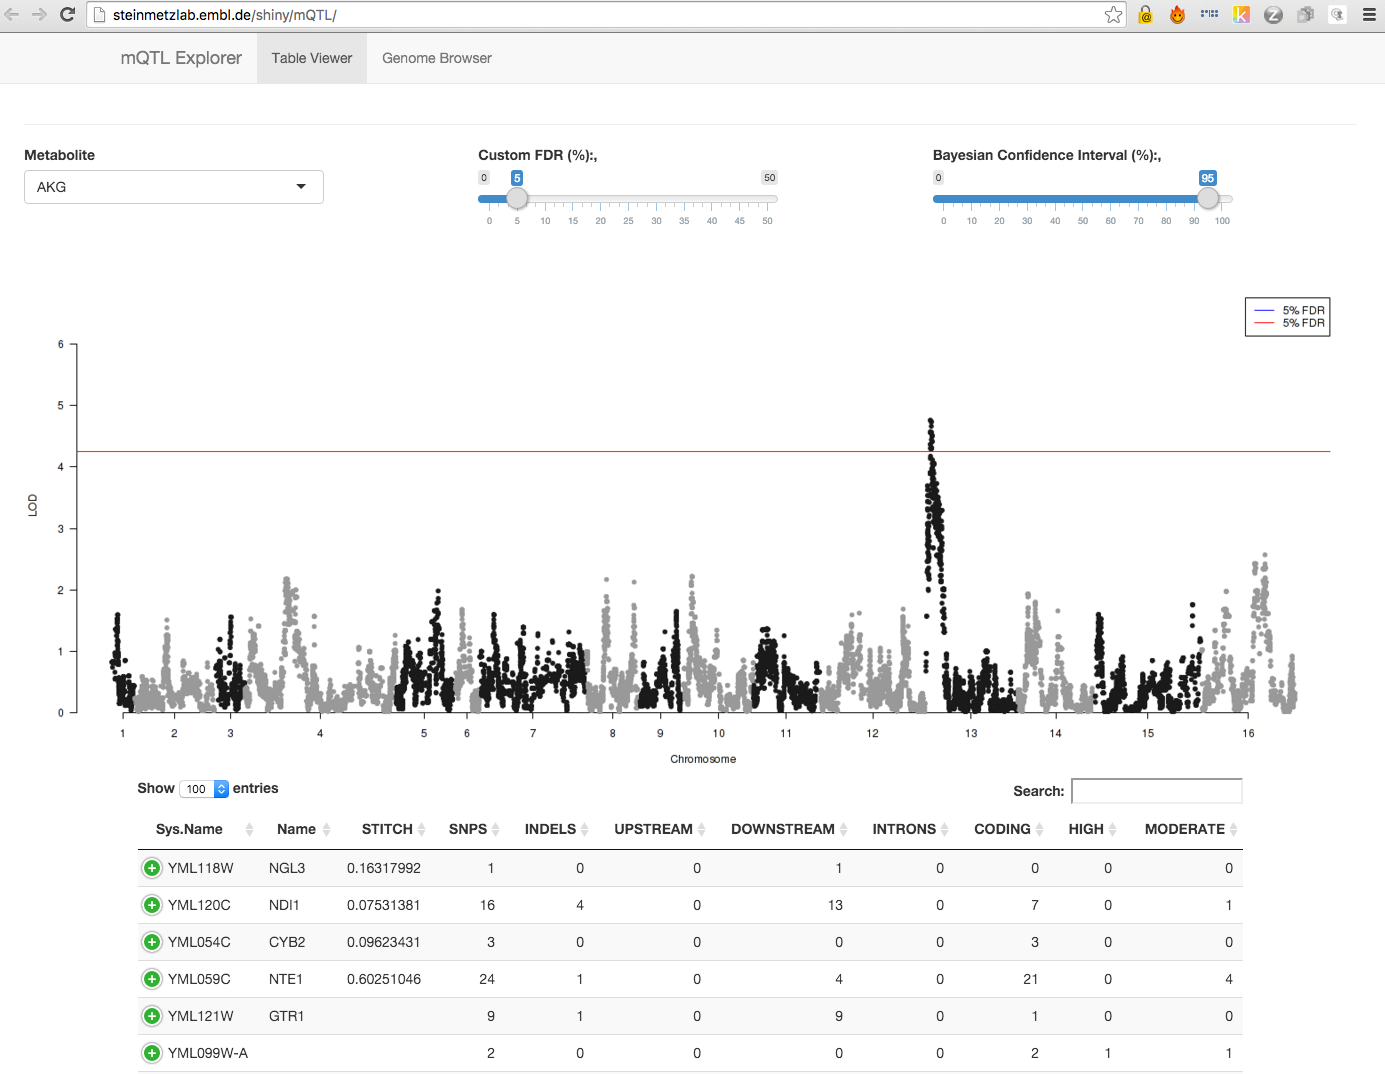 steinmetzlab.embl.de/shiny/mQTL/
mQTL Explorer Table Viewer Genome Browser
Metabolite Custom FDR (%):, Bayesian Confidence Interval (%):,
AKG
0 5 50 0 95
0 5 10 15 20 25 30 35 40 45 50 0 10 20 30 40 50 60 70 80 90 100
5% FDR
5% FDR
6
5
4
3
2
1
0
LOD
1 2 3 4 5 6 7 8 9 10 11 12 13 14 15 16
Chromosome
Show 100 entries Search:
Sys.Name Name STITCH SNPS INDELS UPSTREAM DOWNSTREAM INTRONS CODING HIGH MODERATE
YML118W NGL3 0.16317992 1 0 0 1 0 0 0 0
YML120C NDI1 0.07531381 16 4 0 13 0 7 0 1
YML054C CYB2 0.09623431 3 0 0 0 0 3 0 0
YML059C NTE1 0.60251046 24 1 0 4 0 21 0 4
YML121W GTR1 9 1 0 9 0 1 0 0
YML099W-A 2 0 0 0 0 2 1 1